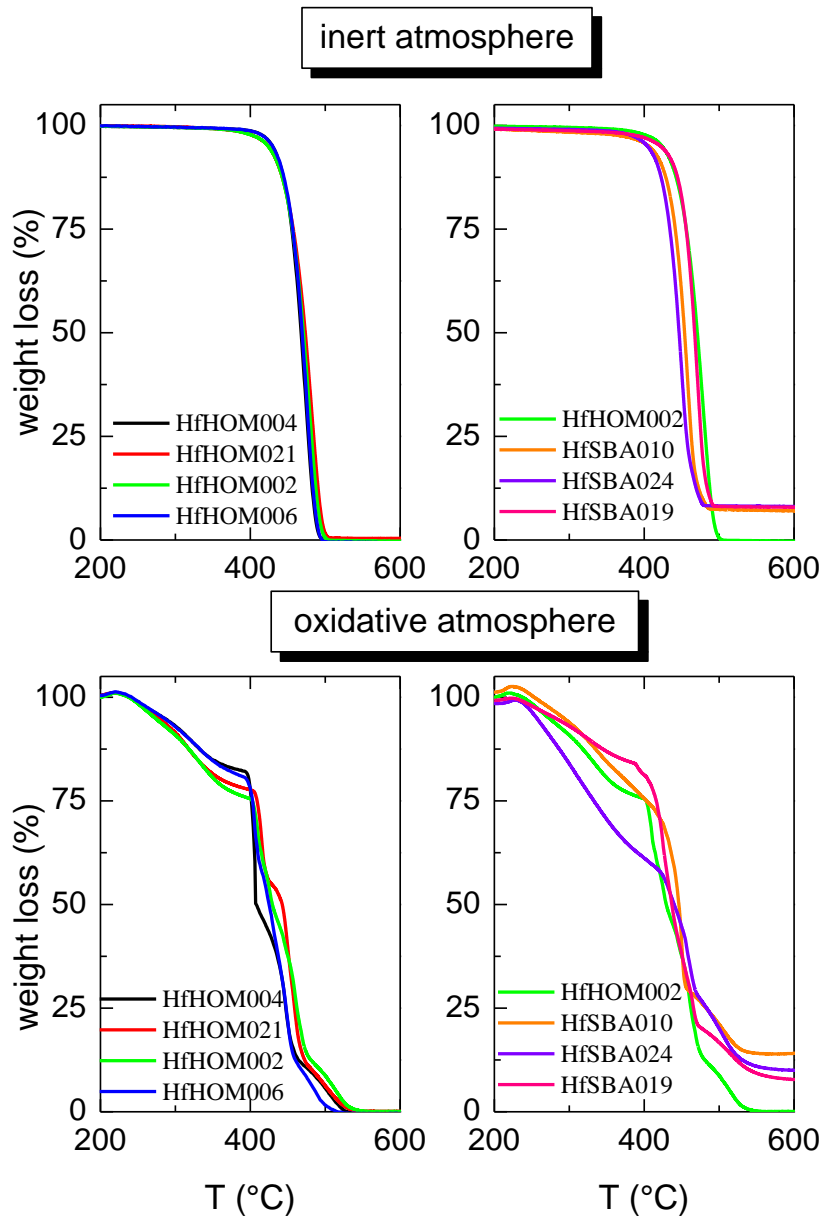 inert atmosphere
weight loss (%)
100
75
50
25
0
HfHOM004
HfHOM021
HfHOM002
HfHOM006
200
400
600
100
75
50
25
0
HfHOM002
HfSBA010
HfSBA024
HfSBA019
200
400
600
oxidative atmosphere
weight loss (%)
100
75
50
25
0
HfHOM004
HfHOM021
HfHOM002
HfHOM006
200
400
600
T (°C)
100
75
50
25
0
HfHOM002
HfSBA010
HfSBA024
HfSBA019
200
400
600
T (°C)